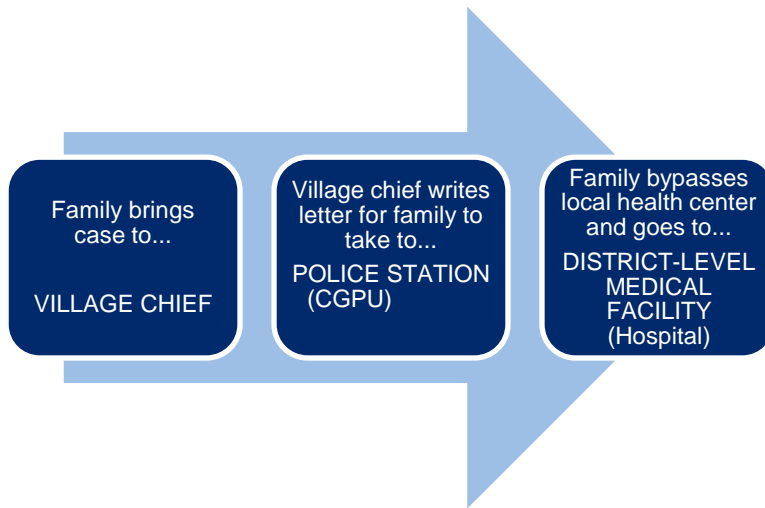 Family brings
case to...
VILLAGE CHIEF
Village chief writes
letter for family to
take to...
POLICE STATION
(CGPU)
Family bypasses
local health center
and goes to...
DISTRICT-LEVEL
MEDICAL
FACILITY
(Hospital)